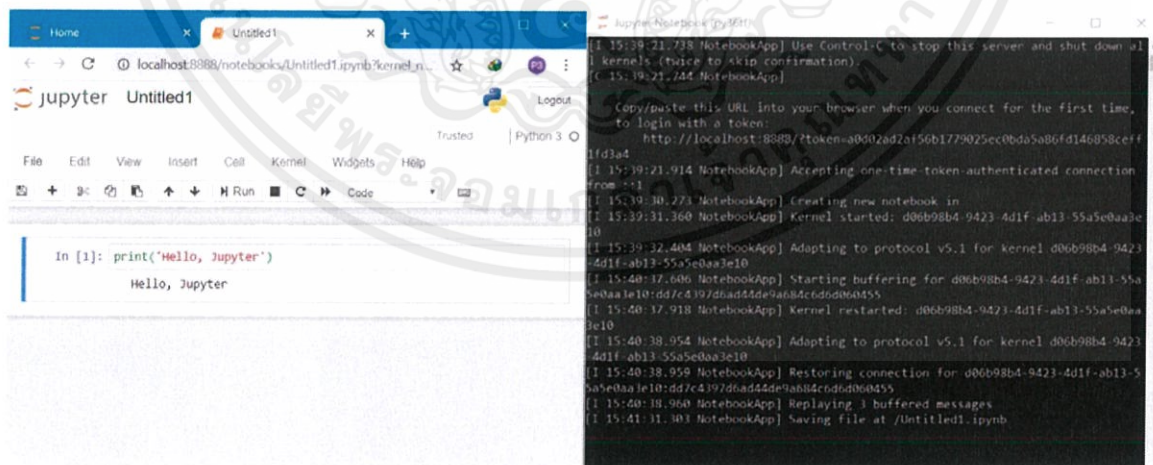 Home
Untitled1
localhost:8888/notebooks/Untitled1.ipynb?kernel_n...
P3
jupyter Untitled1
Logout
Trusted
Python 3
File Edit View Insert Cell Kernel Widgets Help
Run Code
In [1]: print('Hello, Jupyter')
Hello, Jupyter
Jupyter Notebook
[I 15:39:21.738 NotebookApp] Use Control-C to stop this server and shut down al
l kernels (twice to skip confirmation).
[C 15:39:21.744 NotebookApp]
Copy/paste this URL into your browser when you connect for the first time,
to login with a token:
http://localhost:8888/?token=a0d02ad2af56b1779025ec0bda5a86fd146858ceff
1fd3a4
[I 15:39:21.914 NotebookApp] Accepting one-time-token-authenticated connection
from ::1
[I 15:39:30.273 NotebookApp] Creating new notebook in
[I 15:39:31.360 NotebookApp] Kernel started: d06b98b4-9423-4d1f-ab13-55a5e0aa3e
10
[I 15:39:32.404 NotebookApp] Adapting to protocol v5.1 for kernel d06b98b4-9423
-4d1f-ab13-55a5e0aa3e10
[I 15:40:37.606 NotebookApp] Starting buffering for d06b98b4-9423-4d1f-ab13-55a
5e0aa3e10:dd7c4397d6ad44de9a684c6d6d060455
[I 15:40:37.918 NotebookApp] Kernel restarted: d06b98b4-9423-4d1f-ab13-55a5e0aa
3e10
[I 15:40:38.954 NotebookApp] Adapting to protocol v5.1 for kernel d06b98b4-9423
-4d1f-ab13-55a5e0aa3e10
[I 15:40:38.959 NotebookApp] Restoring connection for d06b98b4-9423-4d1f-ab13-5
5a5e0aa3e10:dd7c4397d6ad44de9a684c6d6d060455
[I 15:40:38.960 NotebookApp] Replaying 3 buffered messages
[I 15:41:31.303 NotebookApp] Saving file at /Untitled1.ipynb